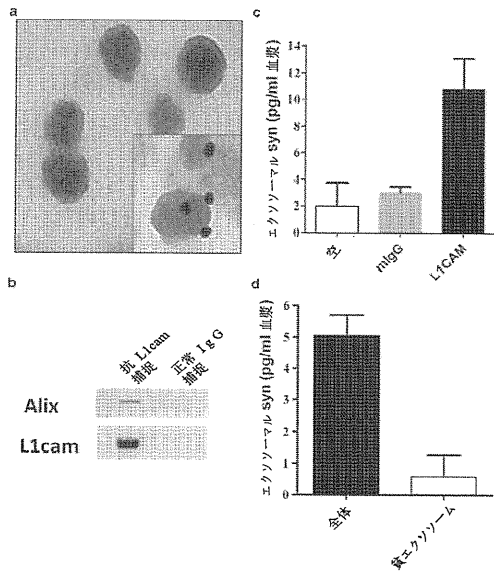 a
b
抗 L1cam
捕捉
正常 IgG
捕捉
Alix
L1cam
c
エクソソーマル syn (pg/ml 血漿)
14
12
10
8
6
4
2
0
空
mIgG
L1CAM
d
エクソソーマル syn (pg/ml 血漿)
6
5
4
3
2
1
0
全体
貧エクソソーム